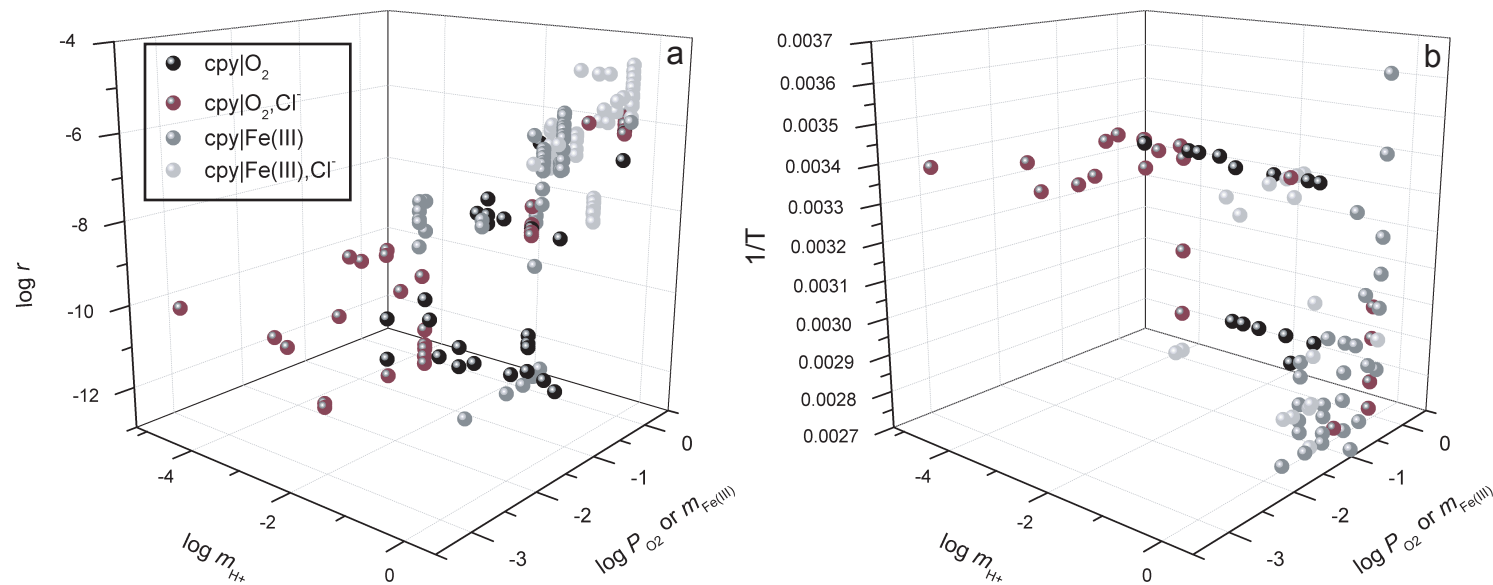 a
cpy|O2
cpy|O2,Cl-
cpy|Fe(III)
cpy|Fe(III),Cl-
log r
-4
-6
-8
-10
-12
-4
-2
0
log mH+
-3
-2
-1
0
log PO2 or mFe(III)
b
1/T
0.0037
0.0036
0.0035
0.0034
0.0033
0.0032
0.0031
0.0030
0.0029
0.0028
0.0027
-4
-2
0
log mH+
-3
-2
-1
0
log PO2 or mFe(III)